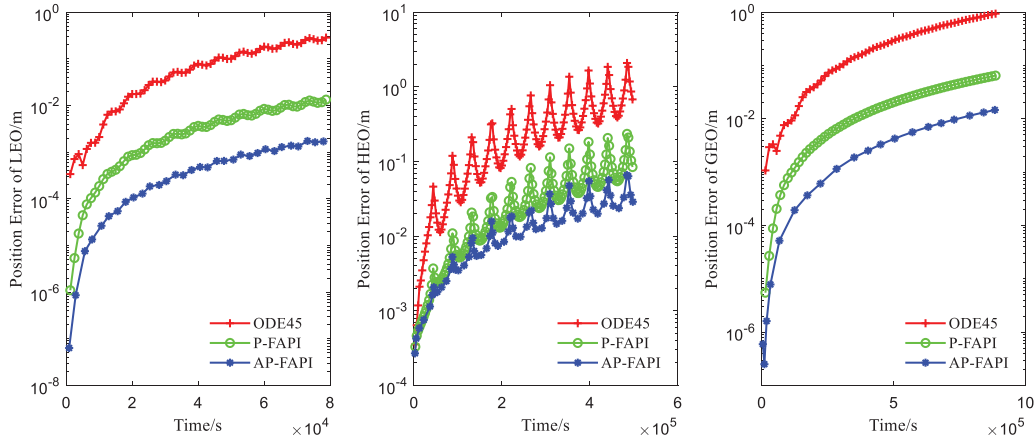 Position Error of LEO/m
10^0
10^-2
10^-4
10^-6
10^-8
ODE45
P-FAPI
AP-FAPI
0 2 4 6 8
Time/s
×10^4
Position Error of HEO/m
10^1
10^0
10^-1
10^-2
10^-3
10^-4
ODE45
P-FAPI
AP-FAPI
0 2 4 6
Time/s
×10^5
Position Error of GEO/m
10^0
10^-2
10^-4
10^-6
ODE45
P-FAPI
AP-FAPI
0 5 10
Time/s
×10^5